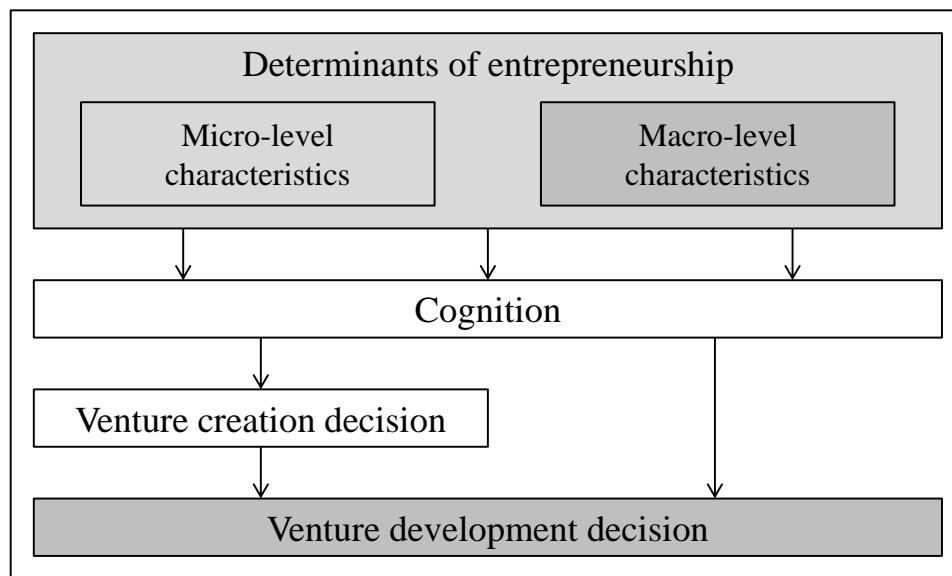 Determinants of entrepreneurship
Micro-level
characteristics
Macro-level
characteristics
Cognition
Venture creation decision
Venture development decision